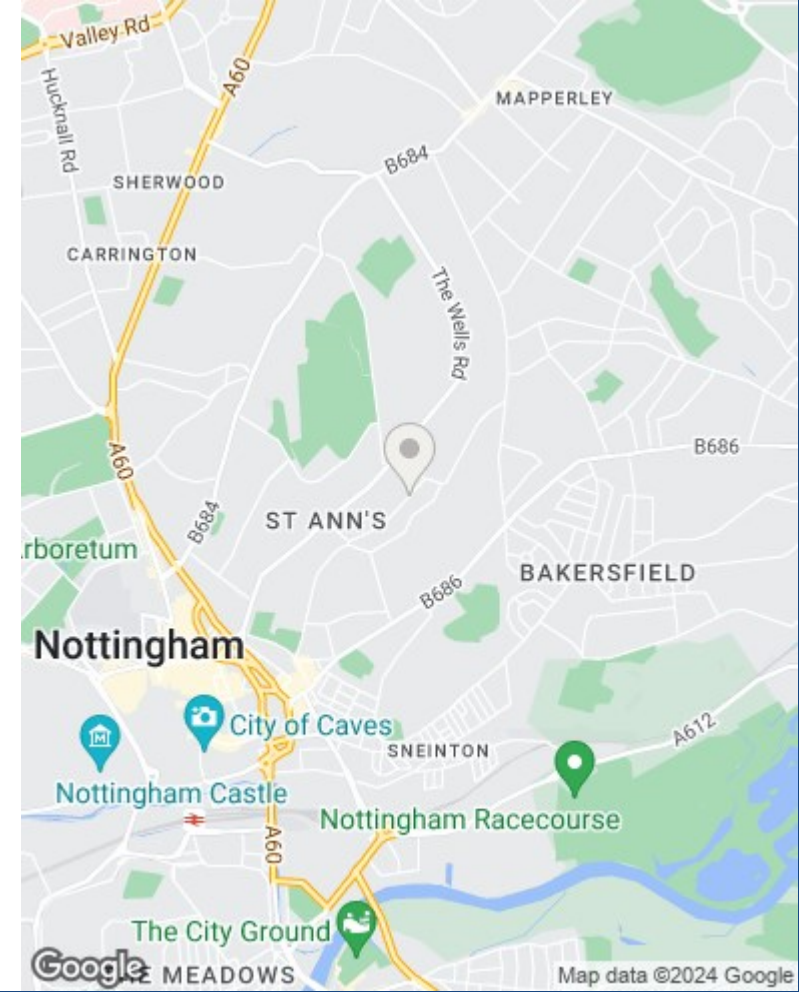 Valley Rd
A60
Hucknall Rd
MAPPERLEY
B684
SHERWOOD
CARRINGTON
The Wells Rd
A60
B686
B684
ST ANN'S
rboretum
BAKERSFIELD
B686
Nottingham
City of Caves
A612
SNEINTON
Nottingham Castle
Nottingham Racecourse
A60
The City Ground
Google
HE MEADOWS
Map data ©2024 Google